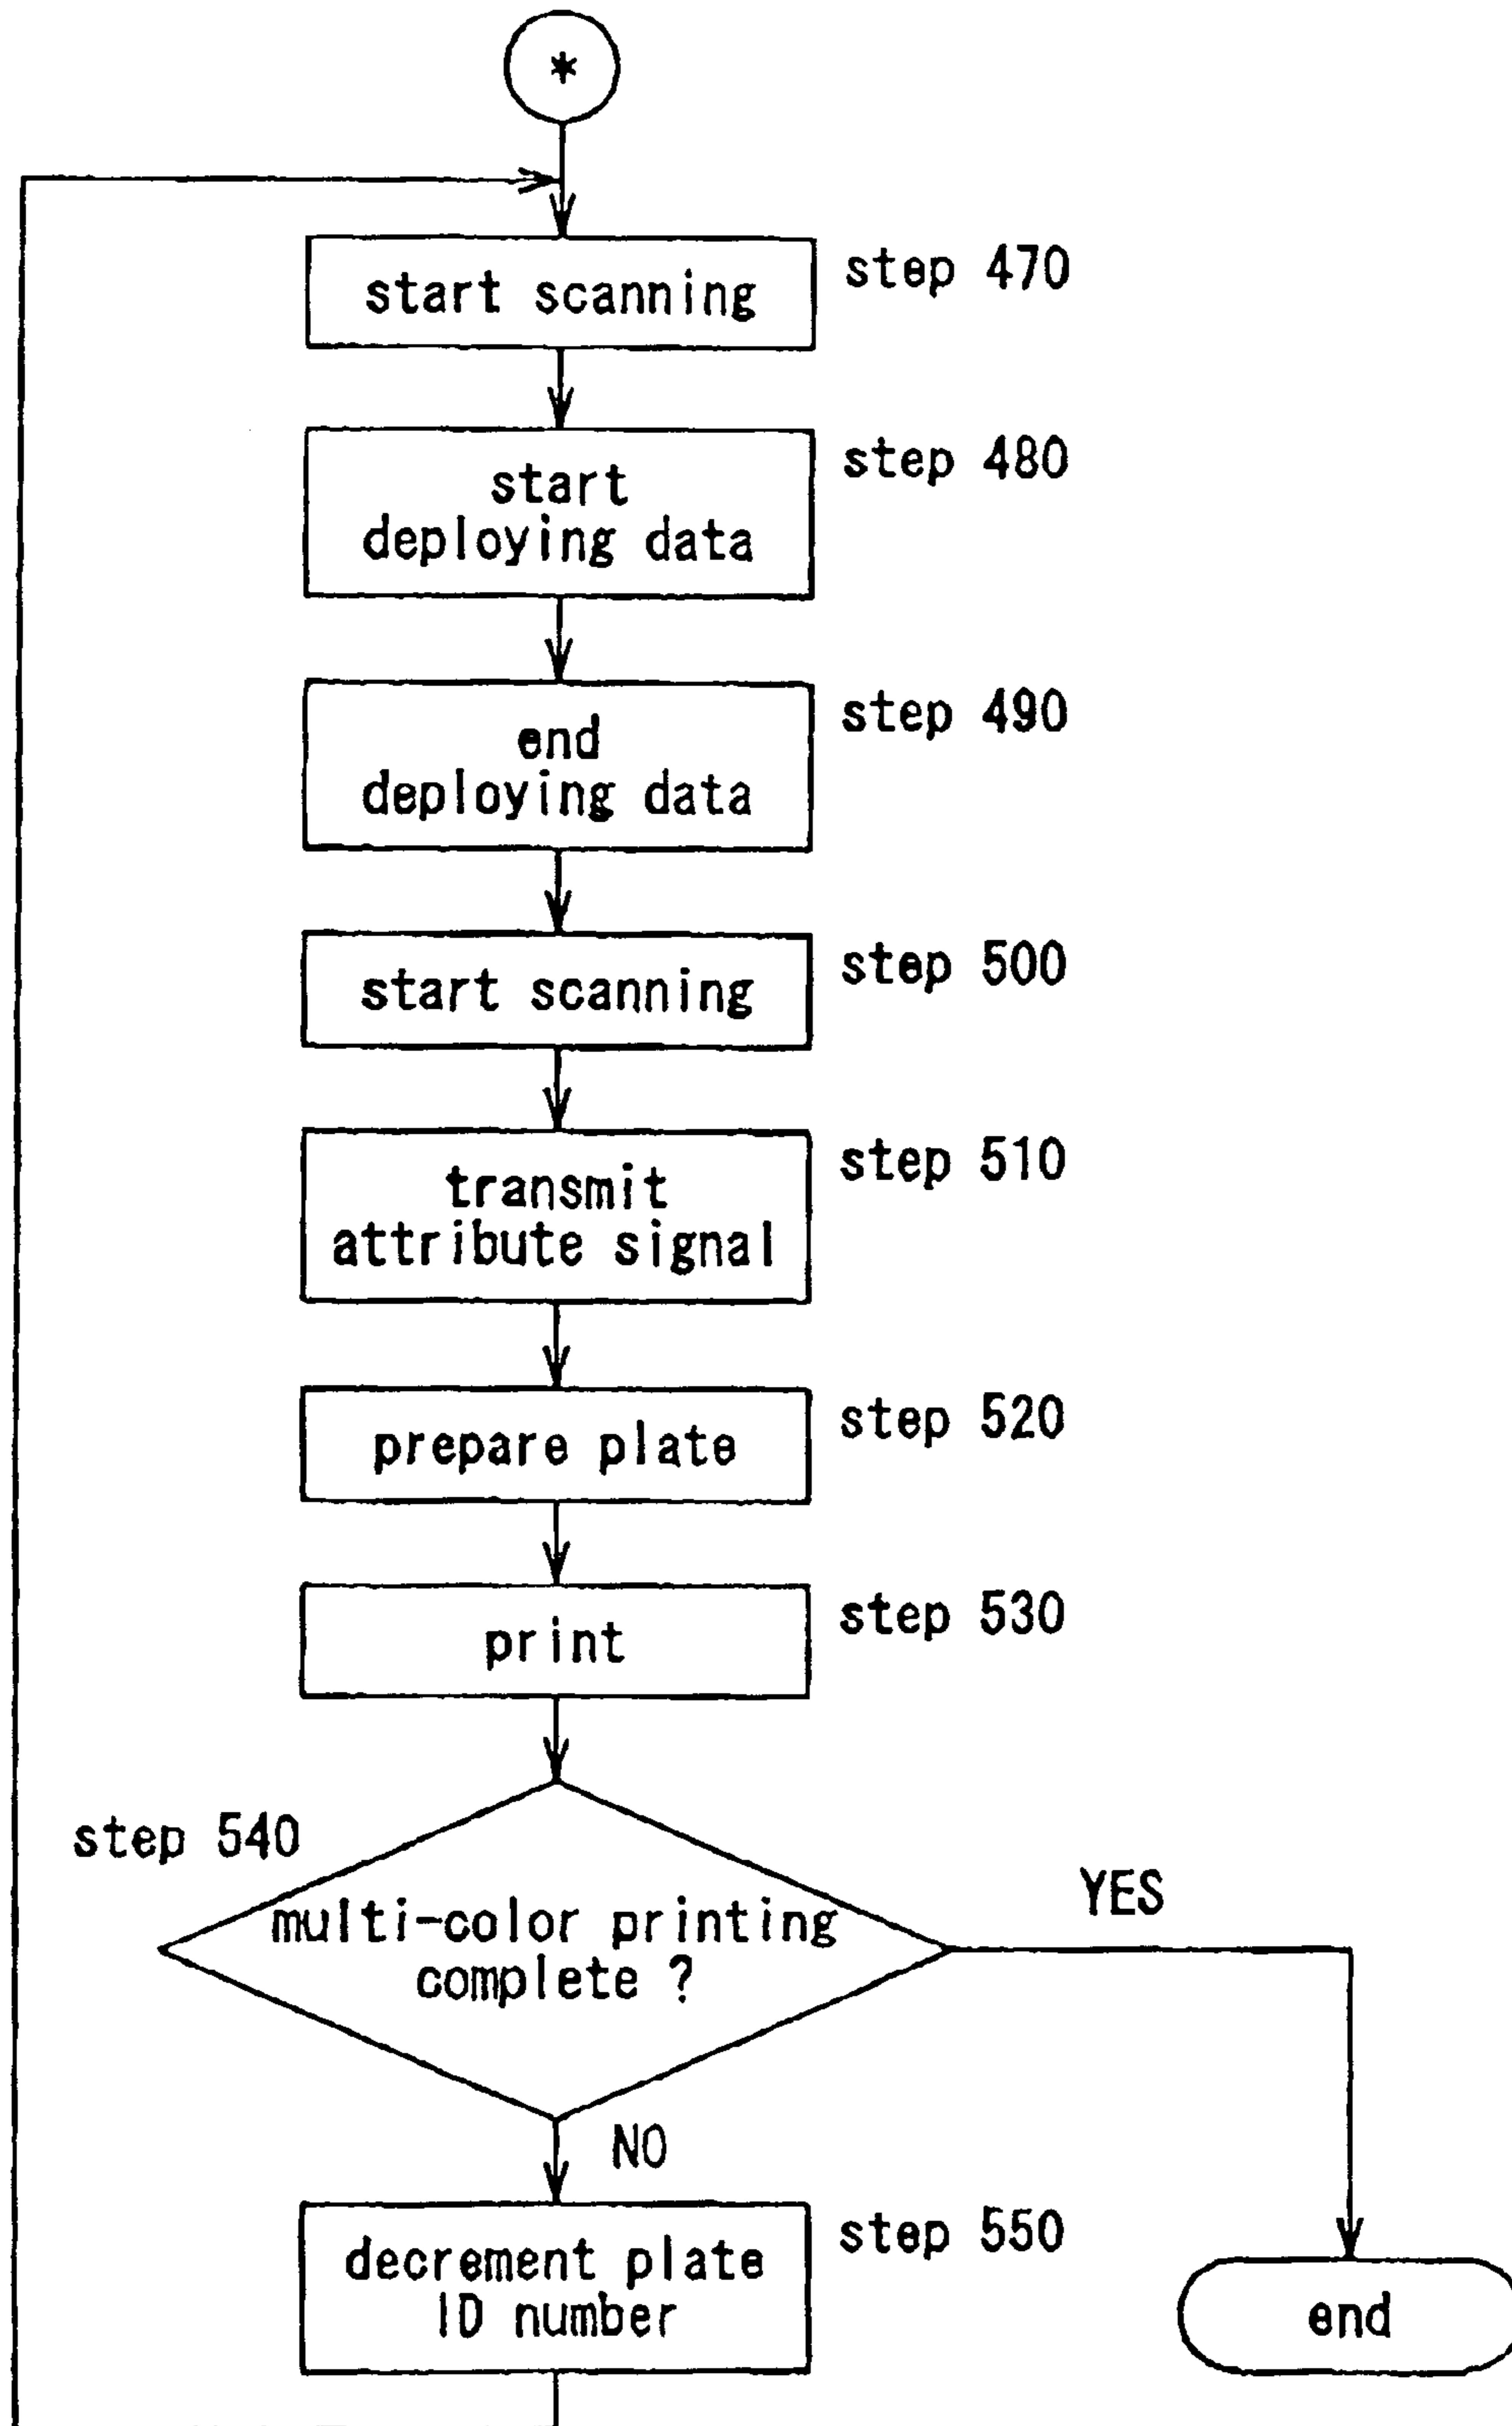 *
start scanning
step 470
start
deploying data
step 480
end
deploying data
step 490
start scanning
step 500
transmit
attribute signal
step 510
prepare plate
step 520
print
step 530
step 540
multi-color printing
complete ?
YES
NO
decrement plate
ID number
step 550
end